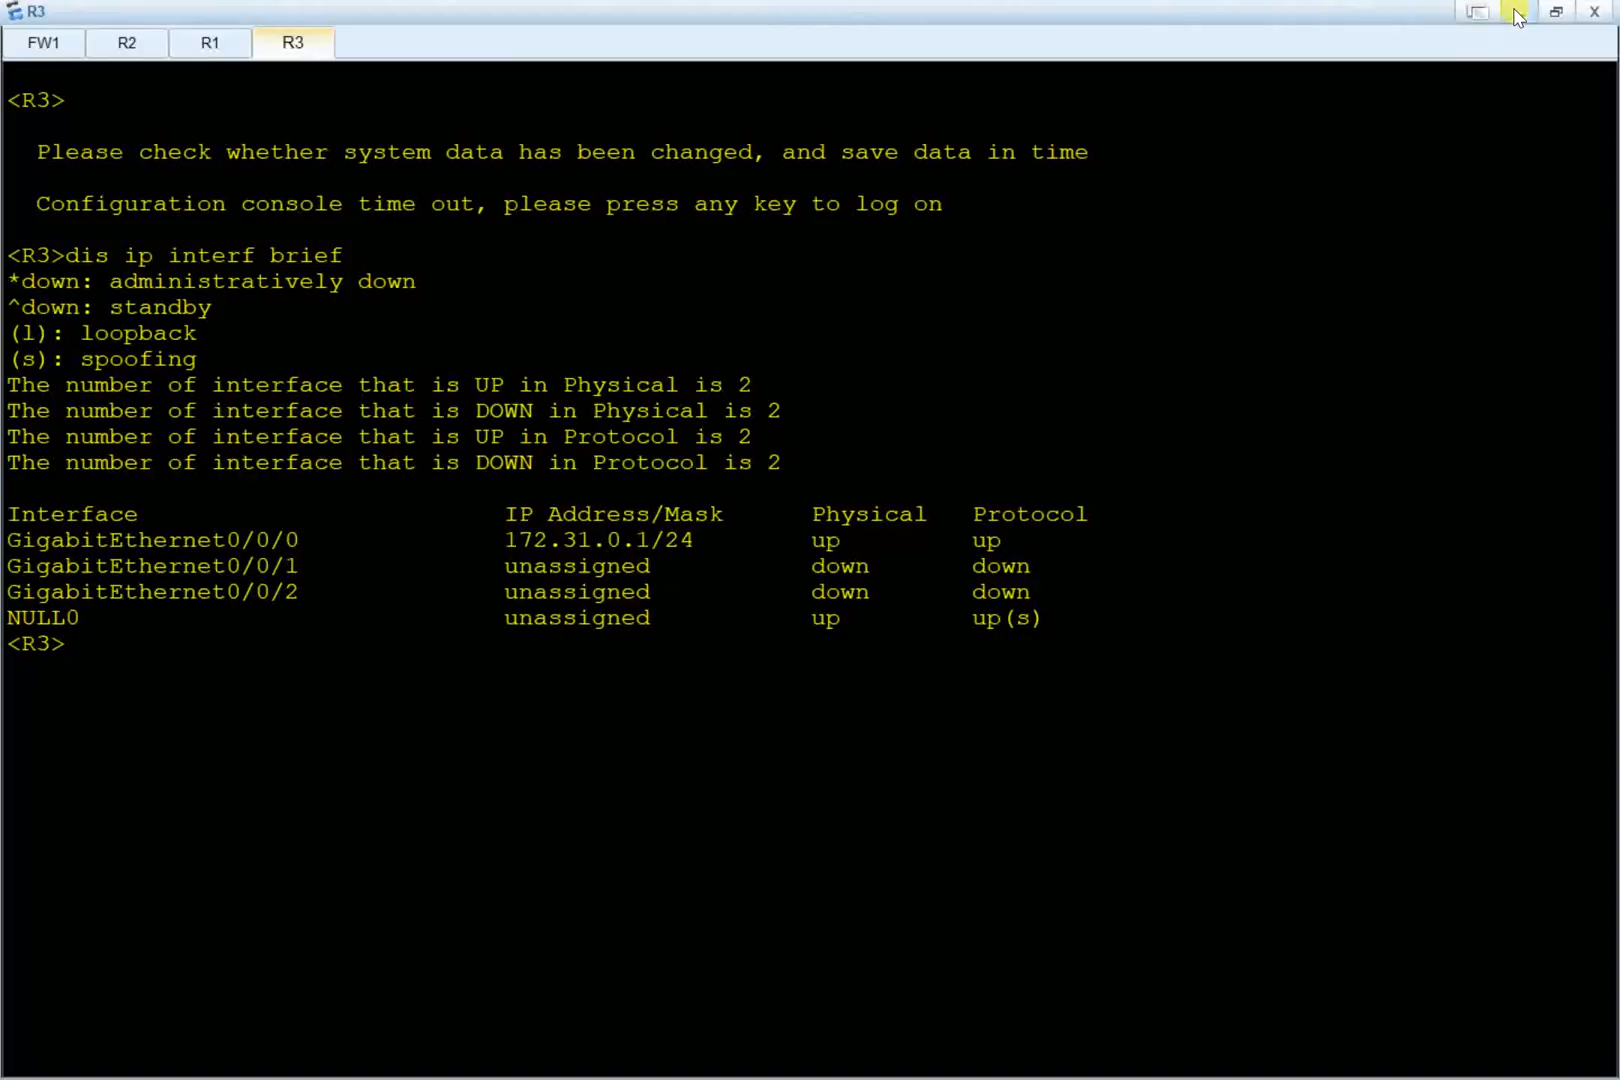 R3
FW1 R2 R1 R3
<R3>
Please check whether system data has been changed, and save data in time
Configuration console time out, please press any key to log on
<R3>dis ip interf brief
*down: administratively down
^down: standby
(l): loopback
(s): spoofing
The number of interface that is UP in Physical is 2
The number of interface that is DOWN in Physical is 2
The number of interface that is UP in Protocol is 2
The number of interface that is DOWN in Protocol is 2
Interface IP Address/Mask Physical Protocol
GigabitEthernet0/0/0 172.31.0.1/24 up up
GigabitEthernet0/0/1 unassigned down down
GigabitEthernet0/0/2 unassigned down down
NULL0 unassigned up up(s)
<R3>